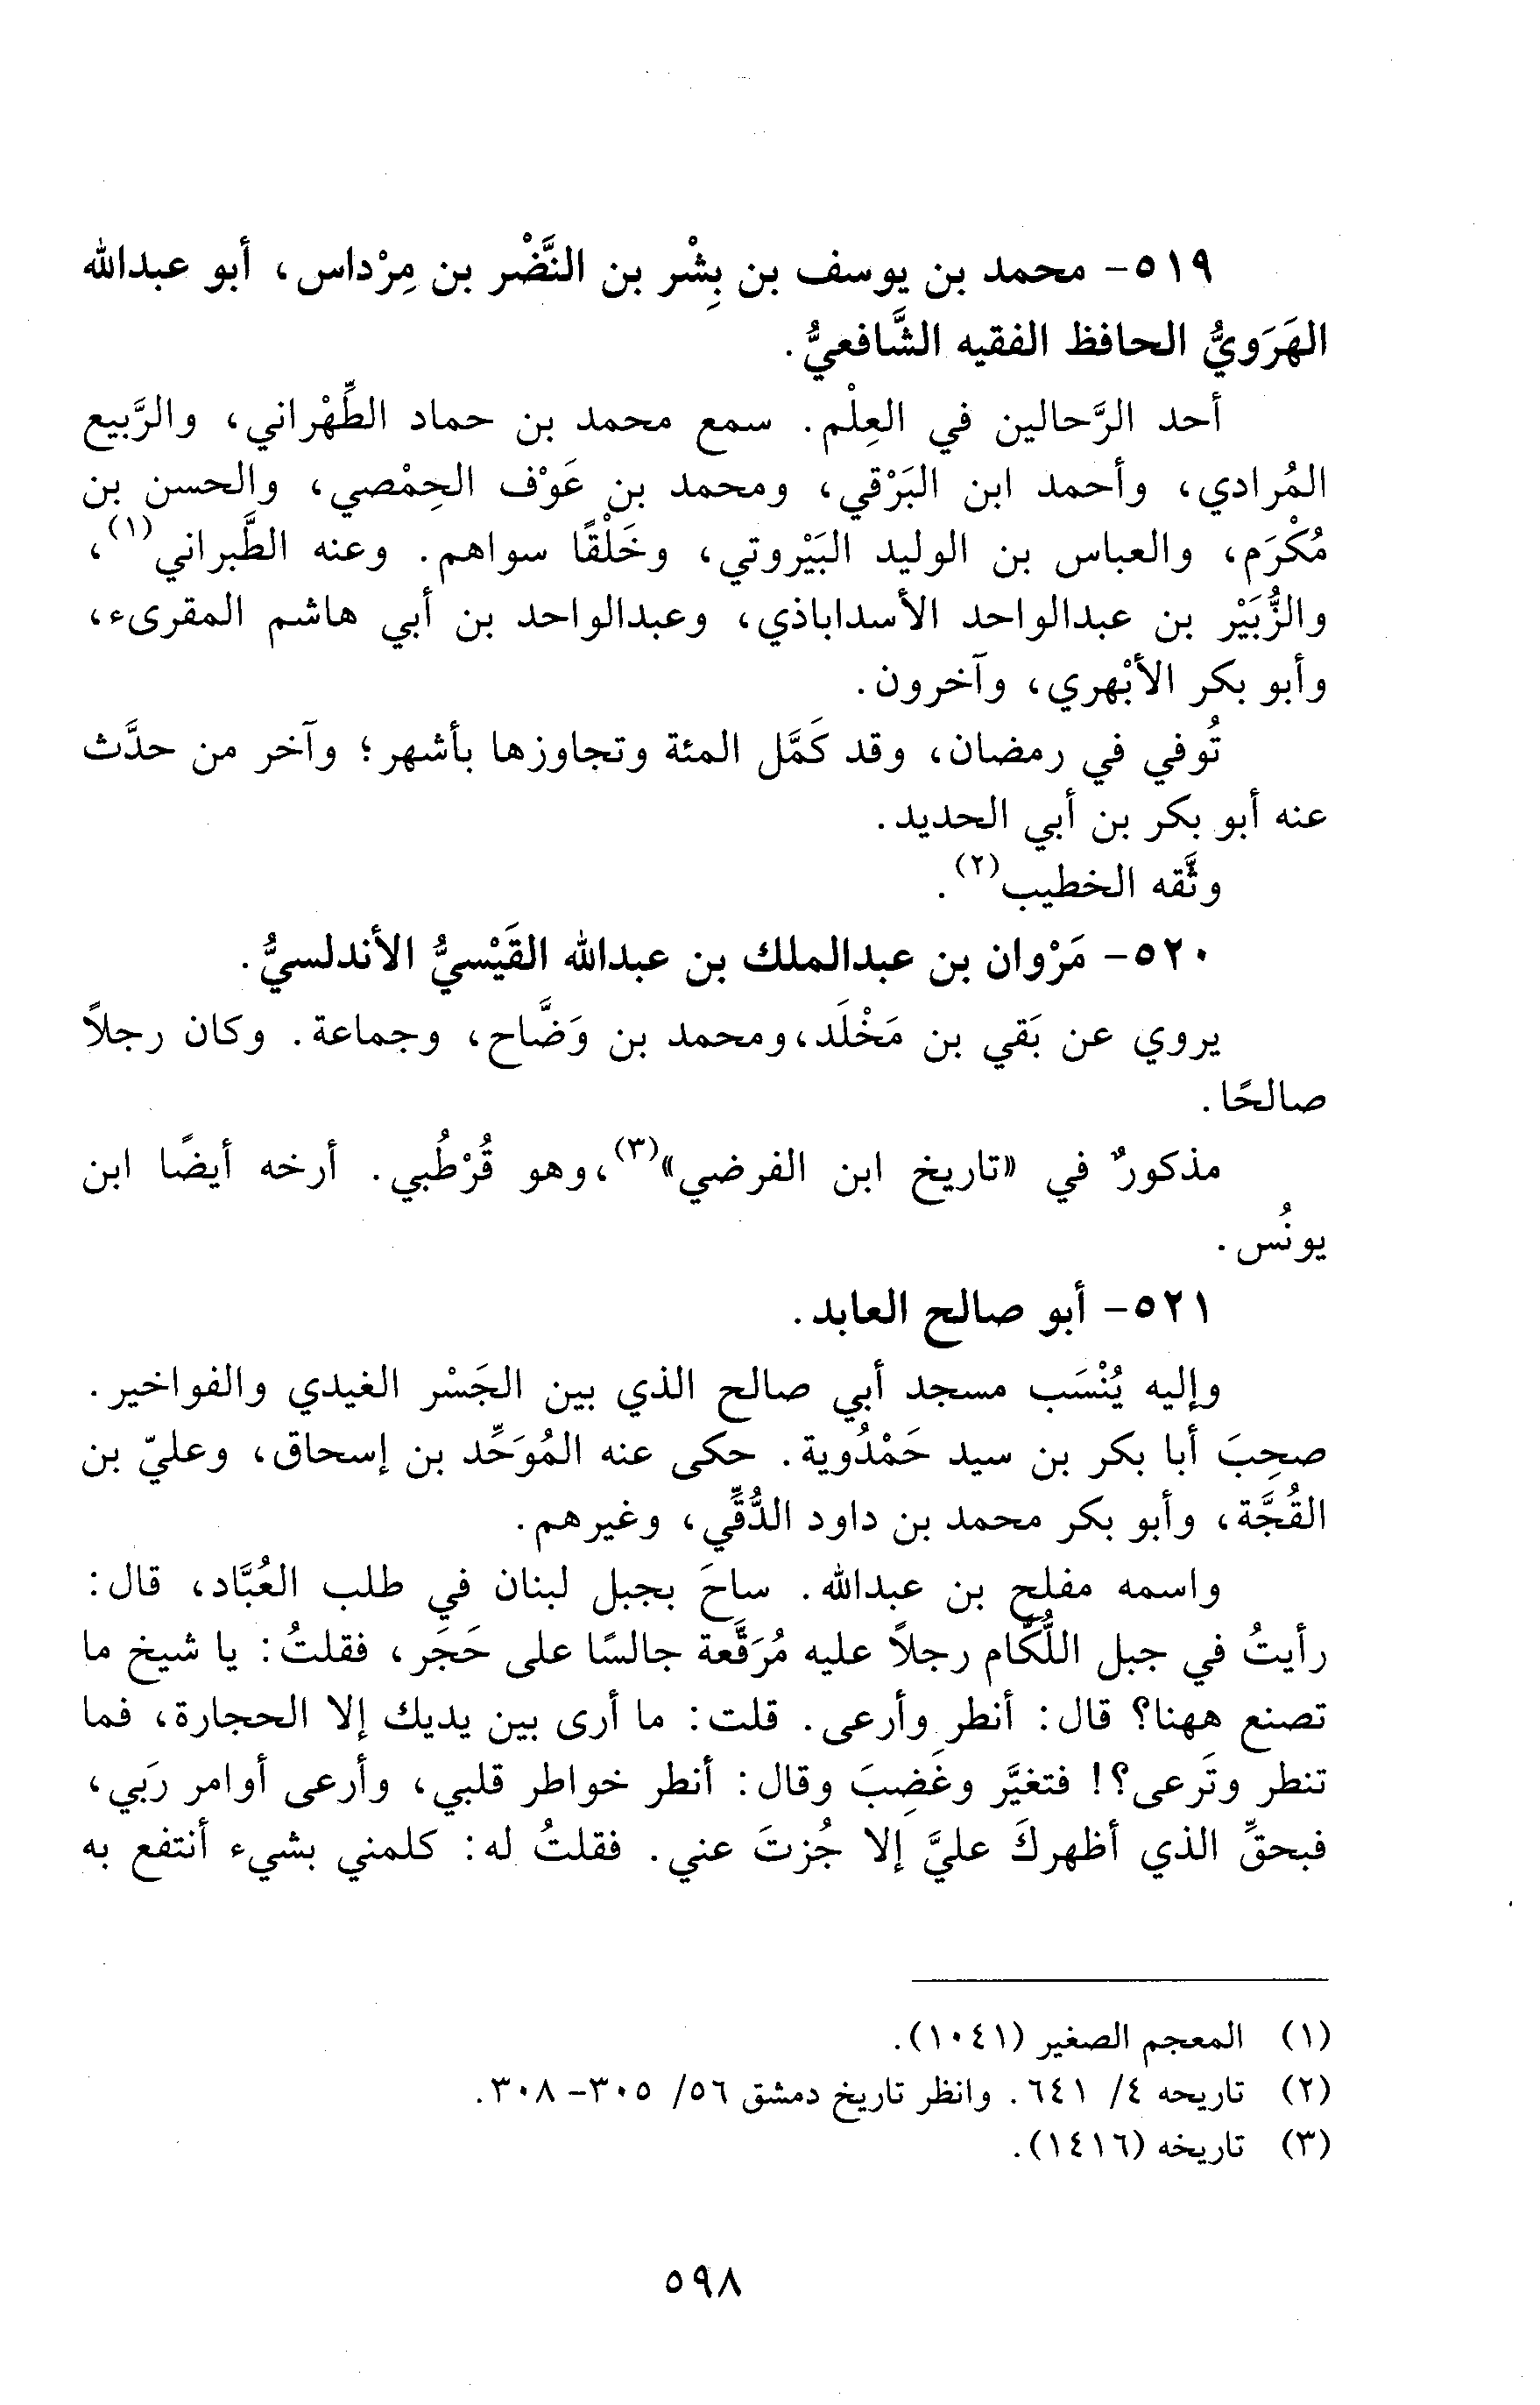 ٥١٩- محمد بن يوسف بن بِشْر بن النَّضْر بن مِرْداس، أبو عبدالله
الهَرَويُّ الحافظ الفقيه الشَّافعيُّ.
أحد الرَّحالين في العِلْم. سمع محمد بن حماد الطِّهْراني، والرَّبيع
المُرادي، وأحمد ابن البَرْقي، ومحمد بن عَوْف الحِمْصي، والحسن بن
مُكْرَم، والعباس بن الوليد البَيْروتي، وخَلْقًا سواهم. وعنه الطَّبراني(١)،
والزُّبَيْر بن عبدالواحد الأسداباذي، وعبدالواحد بن أبي هاشم المقرىء،
وأبو بكر الأبْهري، وآخرون.
تُوفي في رمضان، وقد كَمَّل المئة وتجاوزها بأشهر؛ وآخر من حدَّث
عنه أبو بكر بن أبي الحديد.
وثَّقه الخطيب(٢).
٥٢٠- مَرْوان بن عبدالملك بن عبدالله القَيْسيُّ الأندلسيُّ.
يروي عن بَقي بن مَخْلَد، ومحمد بن وَضَّاح، وجماعة. وكان رجلاً
صالحًا.
مذكورٌ في «تاريخ ابن الفرضي»(٣)، وهو قُرْطُبي. أرخه أيضًا ابن
يونُس.
٥٢١- أبو صالح العابد.
وإليه يُنْسَب مسجد أبي صالح الذي بين الجَسْر الغيدي والفواخير.
صحِبَ أبا بكر بن سيد حَمْدُوية. حكى عنه المُوَحِّد بن إسحاق، وعليّ بن
القُجَّة، وأبو بكر محمد بن داود الدُّقِّي، وغيرهم.
واسمه مفلح بن عبدالله. ساحَ بجبل لبنان في طلب العُبَّاد، قال:
رأيتُ في جبل اللُّكَّام رجلاً عليه مُرَقَّعة جالسًا على حَجَر، فقلتُ: يا شيخ ما
تصنع ههنا؟ قال: أنطر وأرعى. قلت: ما أرى بين يديك إلا الحجارة، فما
تنطر وتَرعى؟! فتغيَّر وغَضِبَ وقال: أنطر خواطر قلبي، وأرعى أوامر رَبي،
فبحقِّ الذي أظهركَ عليَّ إلا جُزتَ عني. فقلتُ له: كلمني بشيء أنتفع به
(١) المعجم الصغير (١٠٤١).
(٢) تاريحه ٤/ ٦٤١. وانظر تاريخ دمشق ٥٦/ ٣٠٥-٣٠٨.
(٣) تاريخه (١٤١٦).
٥٩٨